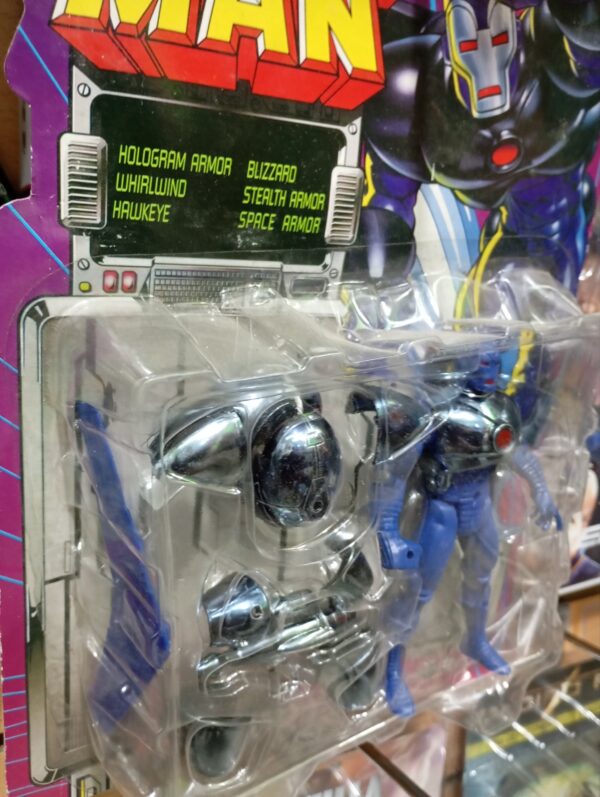 MAN
HOLOGRAM ARMOR BLIZZARD
WHIRLWIND STEALTH ARMOR
HAWKEYE SPACE ARMOR